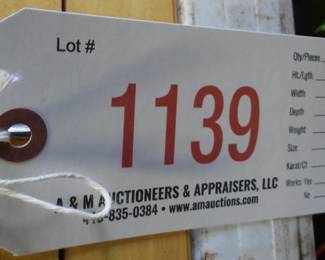 Lot #
1139
A & M AUCTIONEERS & APPRAISERS, LLC
413-835-0384 • www.amauctions.com
Qty/Pieces
Ht./Lgth
Width
Depth
Weight
Size
Karat/Ct
Works: Yes
No